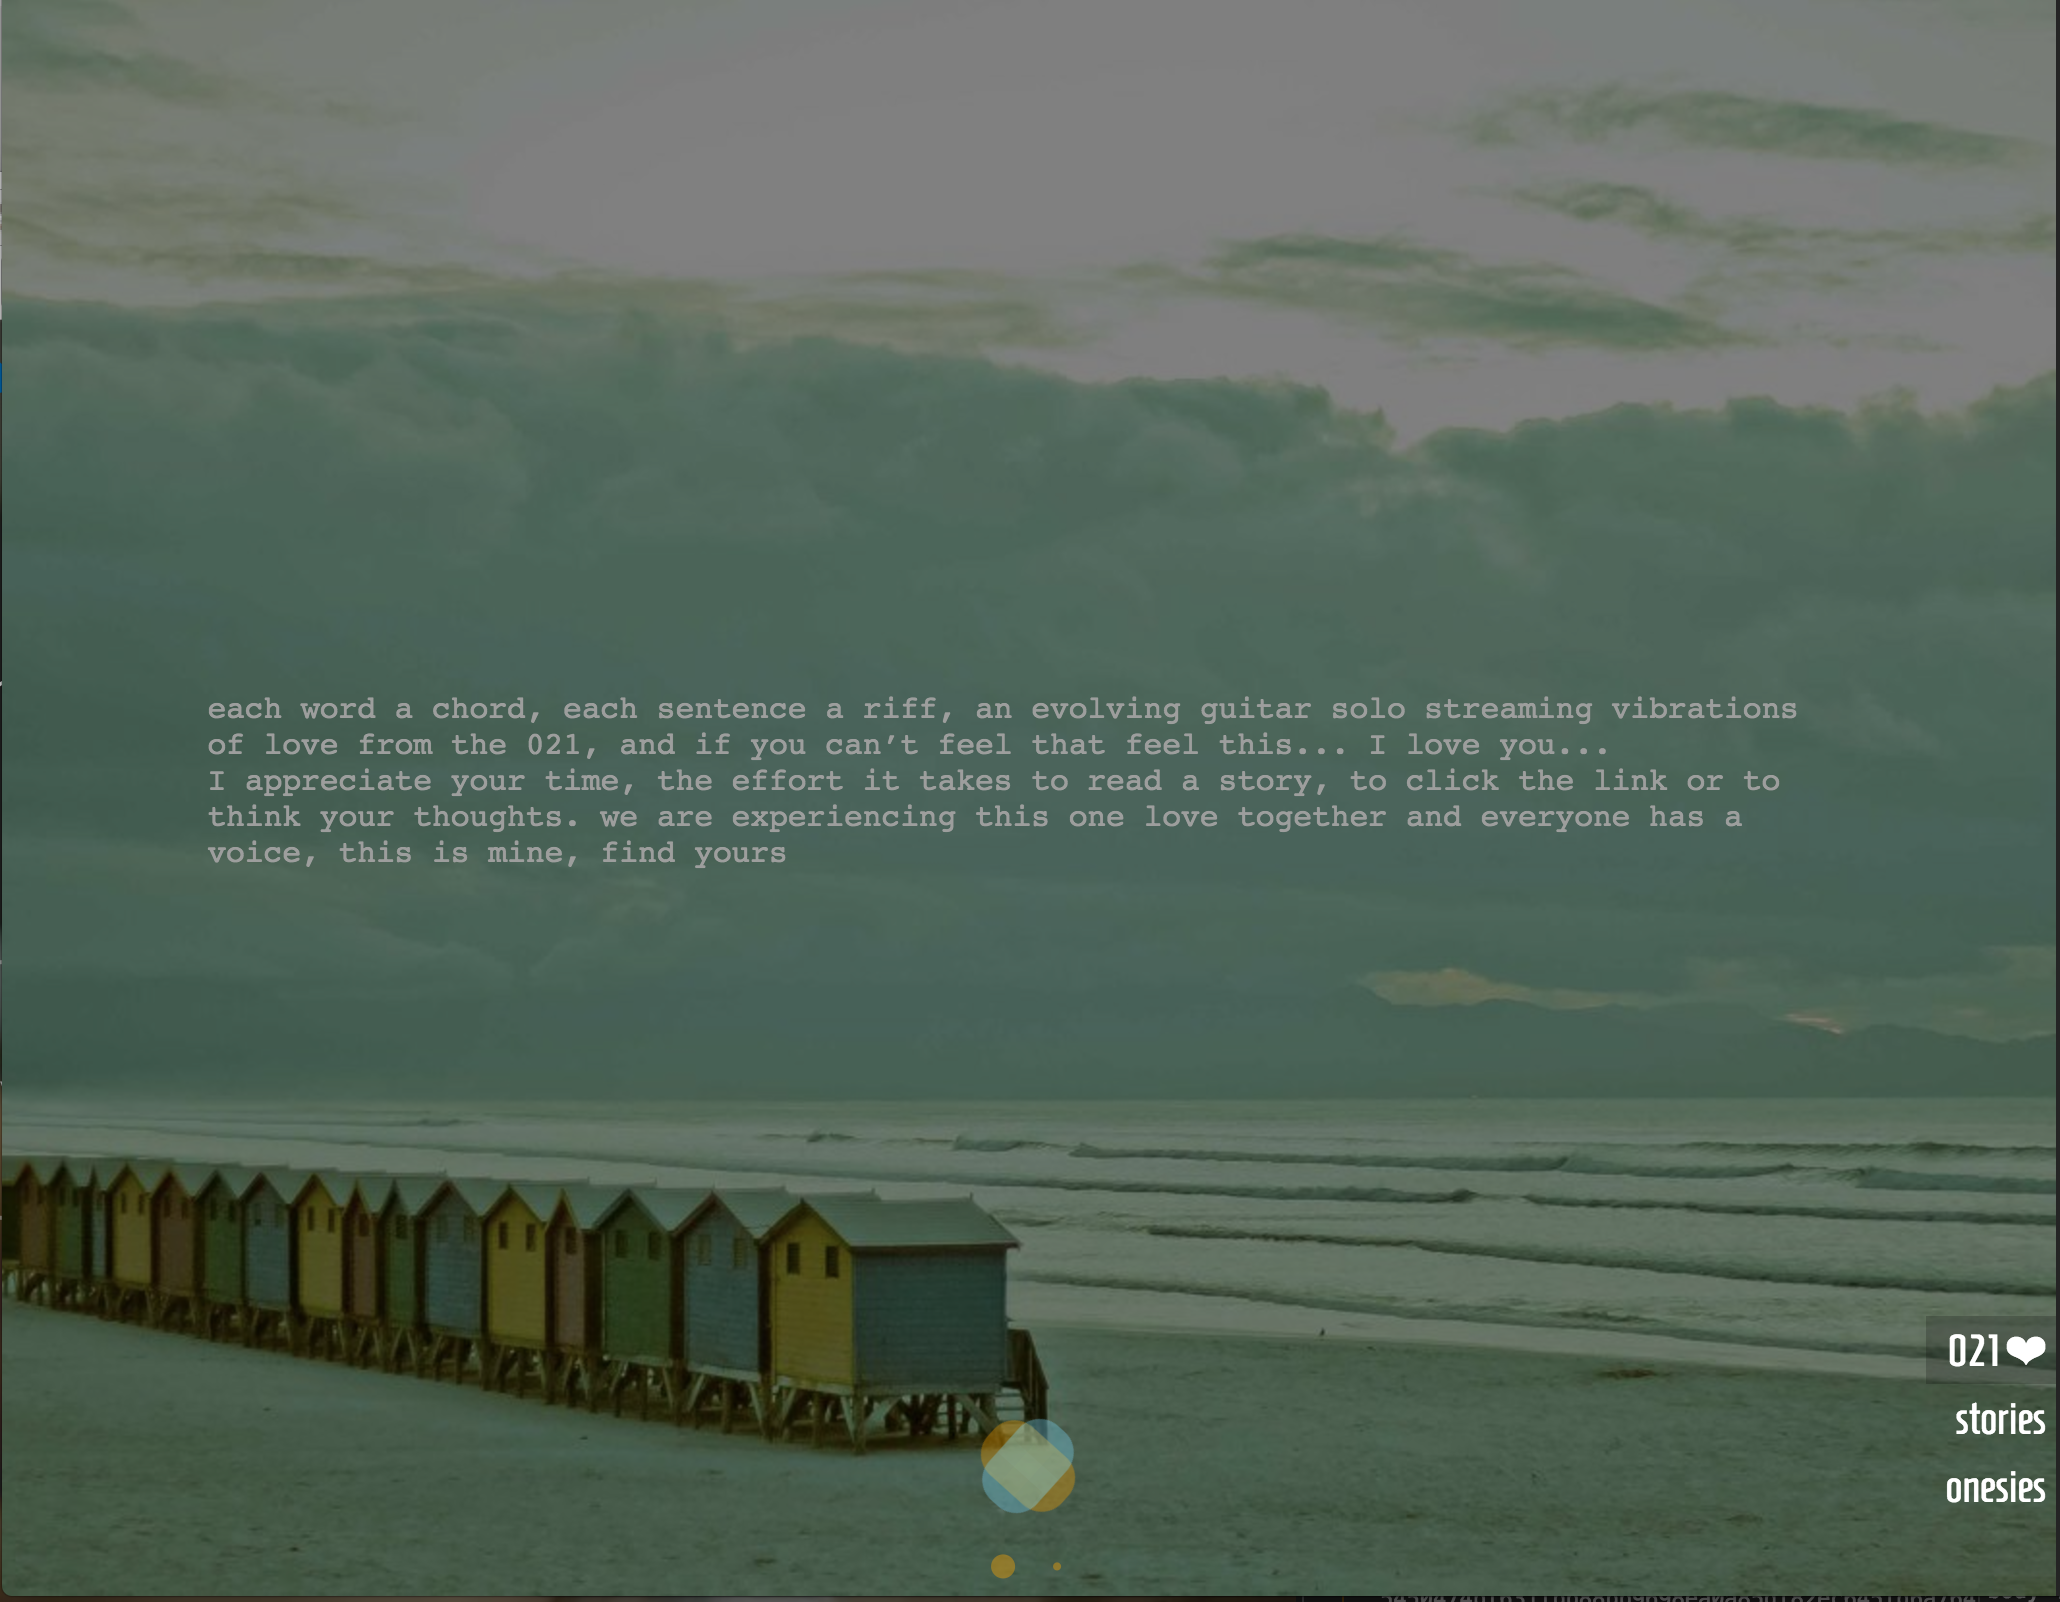 each word a chord, each sentence a riff, an evolving guitar solo streaming vibrations
of love from the 021, and if you can’t feel that feel this... I love you...
I appreciate your time, the effort it takes to read a story, to click the link or to
think your thoughts. we are experiencing this one love together and everyone has a
voice, this is mine, find yours
021❤
stories
onesies